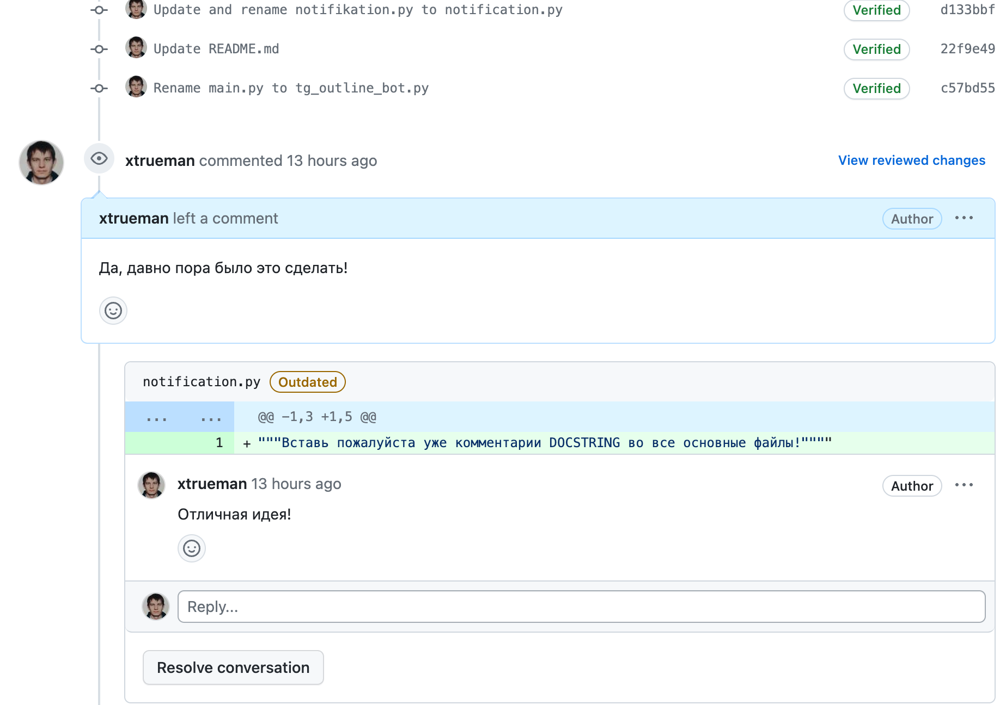 Update and rename notifikation.py to notification.py Verified d133bbf
Update README.md Verified 22f9e49
Rename main.py to tg_outline_bot.py Verified c57bd55
xtrueman commented 13 hours ago View reviewed changes
xtrueman left a comment Author
Да, давно пора было это сделать!
notification.py Outdated
... ... @@ -1,3 +1,5 @@
1 + """Вставь пожалуйста уже комментарии DOCSTRING во все основные файлы!""""
xtrueman 13 hours ago Author
Отличная идея!
Reply...
Resolve conversation